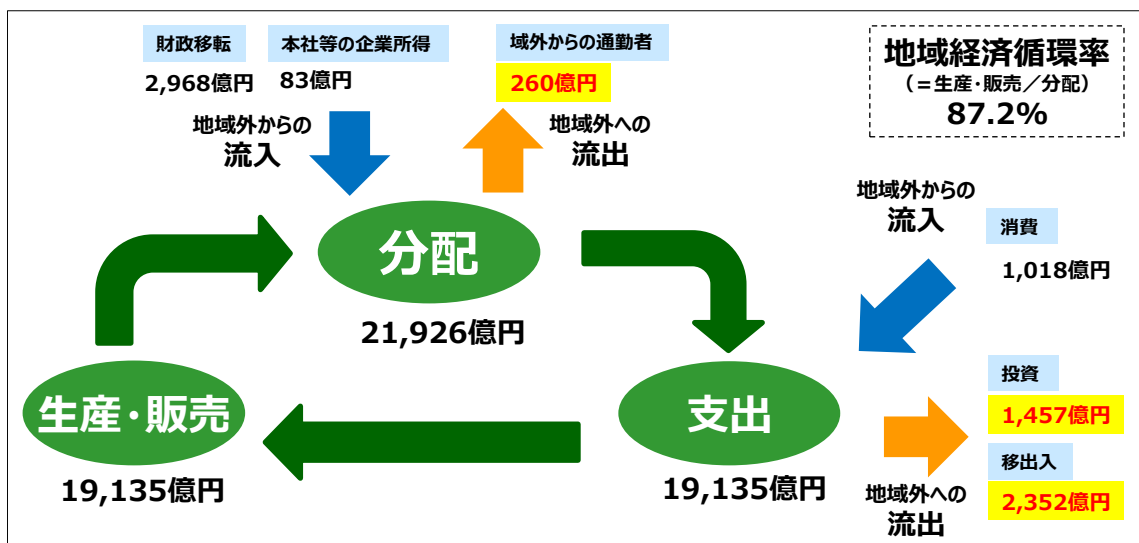 財政移転
2,968億円
本社等の企業所得
83億円
域外からの通勤者
260億円
地域経済循環率
（＝生産・販売／分配）
87.2%
地域外からの
流入
地域外への
流出
分配
21,926億円
地域外からの
流入
消費
1,018億円
生産・販売
19,135億円
支出
19,135億円
投資
1,457億円
移出入
2,352億円
地域外への
流出